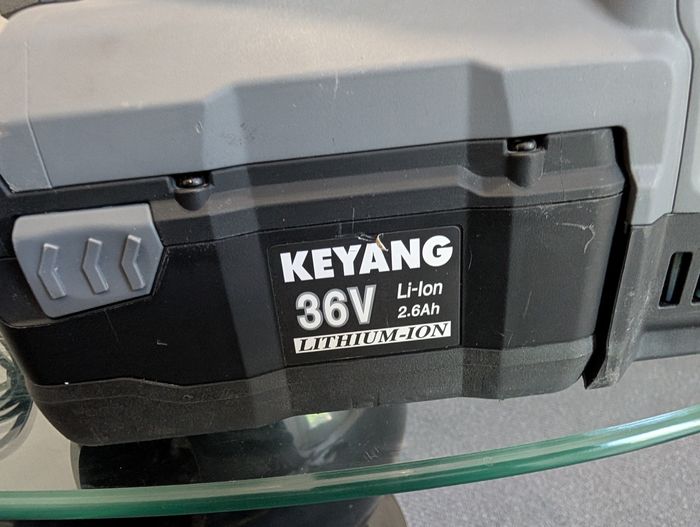 KEYANG
36V Li-Ion
2.6Ah
LITHIUM-ION